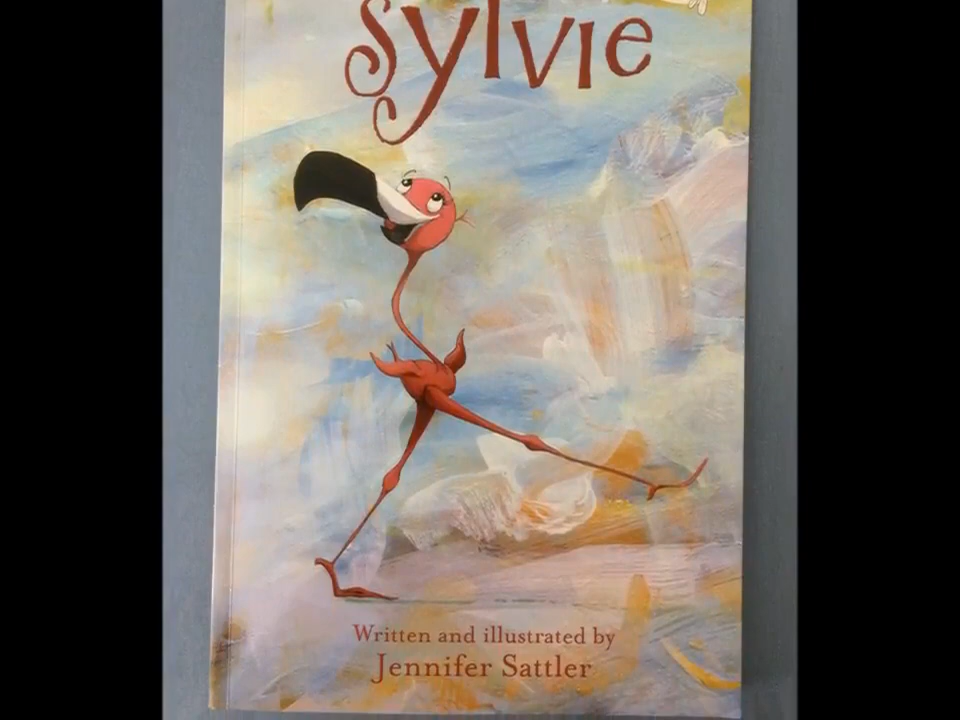 Sylvie
Written and illustrated by
Jennifer Sattler